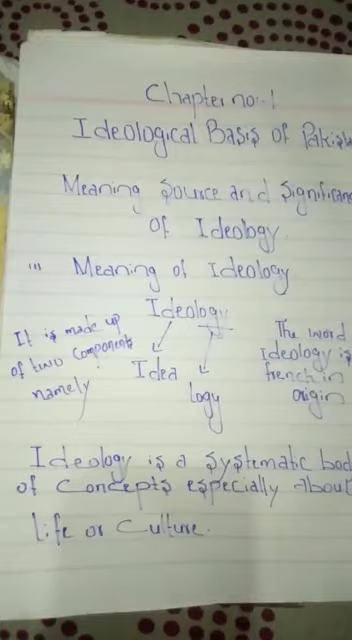 Chapter no:-1
Ideological Basis of Pakista
Meaning Source and Significan
of Ideology
"' Meaning of Ideology
Ideology
It is made up
of two components
namely
Idea
logy
The word
Ideology is
french in
origin
Ideology is a systematic bod
of concepts especially about
life or culture.